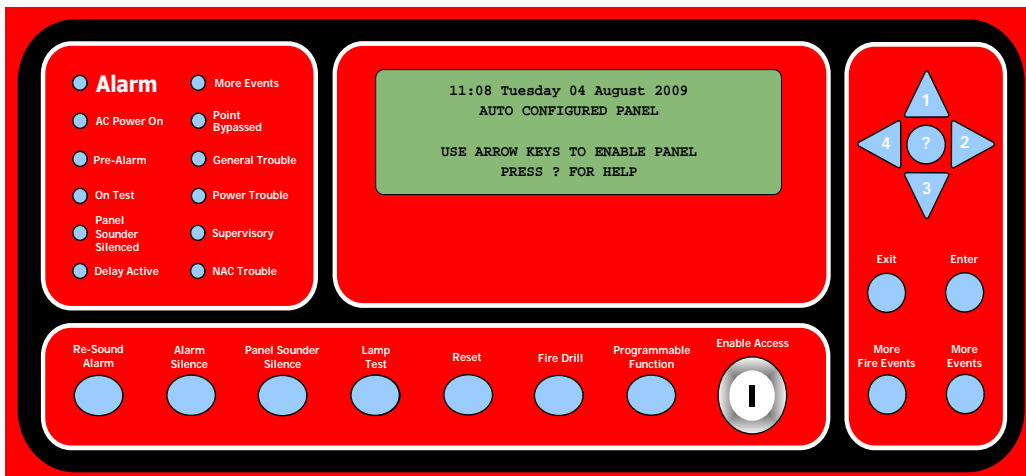 Alarm
More Events
AC Power On
Point
Bypassed
Pre-Alarm
General Trouble
On Test
Power Trouble
Panel
Sounder
Silenced
Supervisory
Delay Active
NAC Trouble
11:08 Tuesday 04 August 2009
AUTO CONFIGURED PANEL
USE ARROW KEYS TO ENABLE PANEL
PRESS ? FOR HELP
1
4
?
2
3
Exit
Enter
More
Fire Events
More
Events
Re-Sound
Alarm
Alarm
Silence
Panel Sounder
Silence
Lamp
Test
Reset
Fire Drill
Programmable
Function
Enable Access